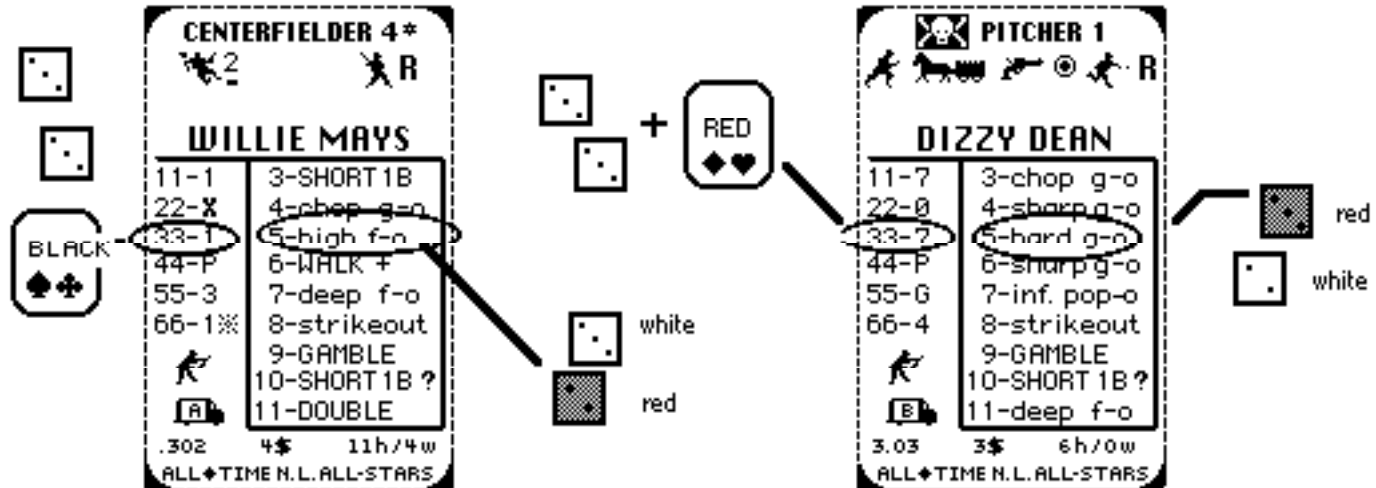 CENTERFIELDER 4*
2 R
WILLIE MAYS
11-1 3-SHORT 1B
22-X 4-chop g-o
33-1 5-high f-o
44-P 6-WALK +
55-3 7-deep f-o
66-1※ 8-strikeout
9-GAMBLE
10-SHORT 1B ?
A 11-DOUBLE
.302 4$ 11h/4w
ALL♦TIME N.L. ALL-STARS
BLACK
white
red
+
RED
PITCHER 1
R
DIZZY DEAN
11-7 3-chop g-o
22-0 4-sharp g-o
33-7 5-hard g-o
44-P 6-sharp g-o
55-G 7-inf. pop-o
66-4 8-strikeout
9-GAMBLE
10-SHORT 1B ?
B 11-deep f-o
3.03 3$ 6h/0w
ALL♦TIME N.L. ALL-STARS
red
white